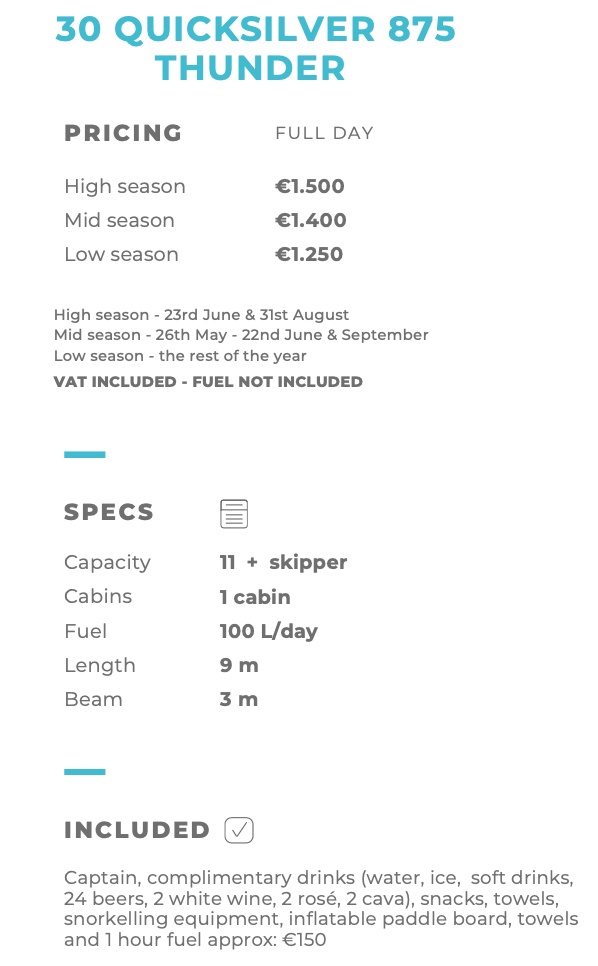 30 QUICKSILVER 875
THUNDER
PRICING FULL DAY
High season €1.500
Mid season €1.400
Low season €1.250
High season - 23rd June & 31st August
Mid season - 26th May - 22nd June & September
Low season - the rest of the year
VAT INCLUDED - FUEL NOT INCLUDED
SPECS
Capacity 11 + skipper
Cabins 1 cabin
Fuel 100 L/day
Length 9 m
Beam 3 m
INCLUDED
Captain, complimentary drinks (water, ice, soft drinks,
24 beers, 2 white wine, 2 rosé, 2 cava), snacks, towels,
snorkelling equipment, inflatable paddle board, towels
and 1 hour fuel approx: €150